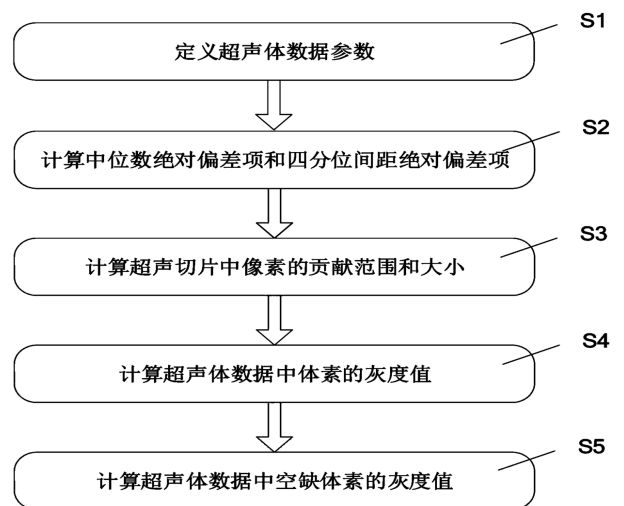 S1
定义超声体数据参数
S2
计算中位数绝对偏差项和四分位间距绝对偏差项
S3
计算超声切片中像素的贡献范围和大小
S4
计算超声体数据中体素的灰度值
S5
计算超声体数据中空缺体素的灰度值